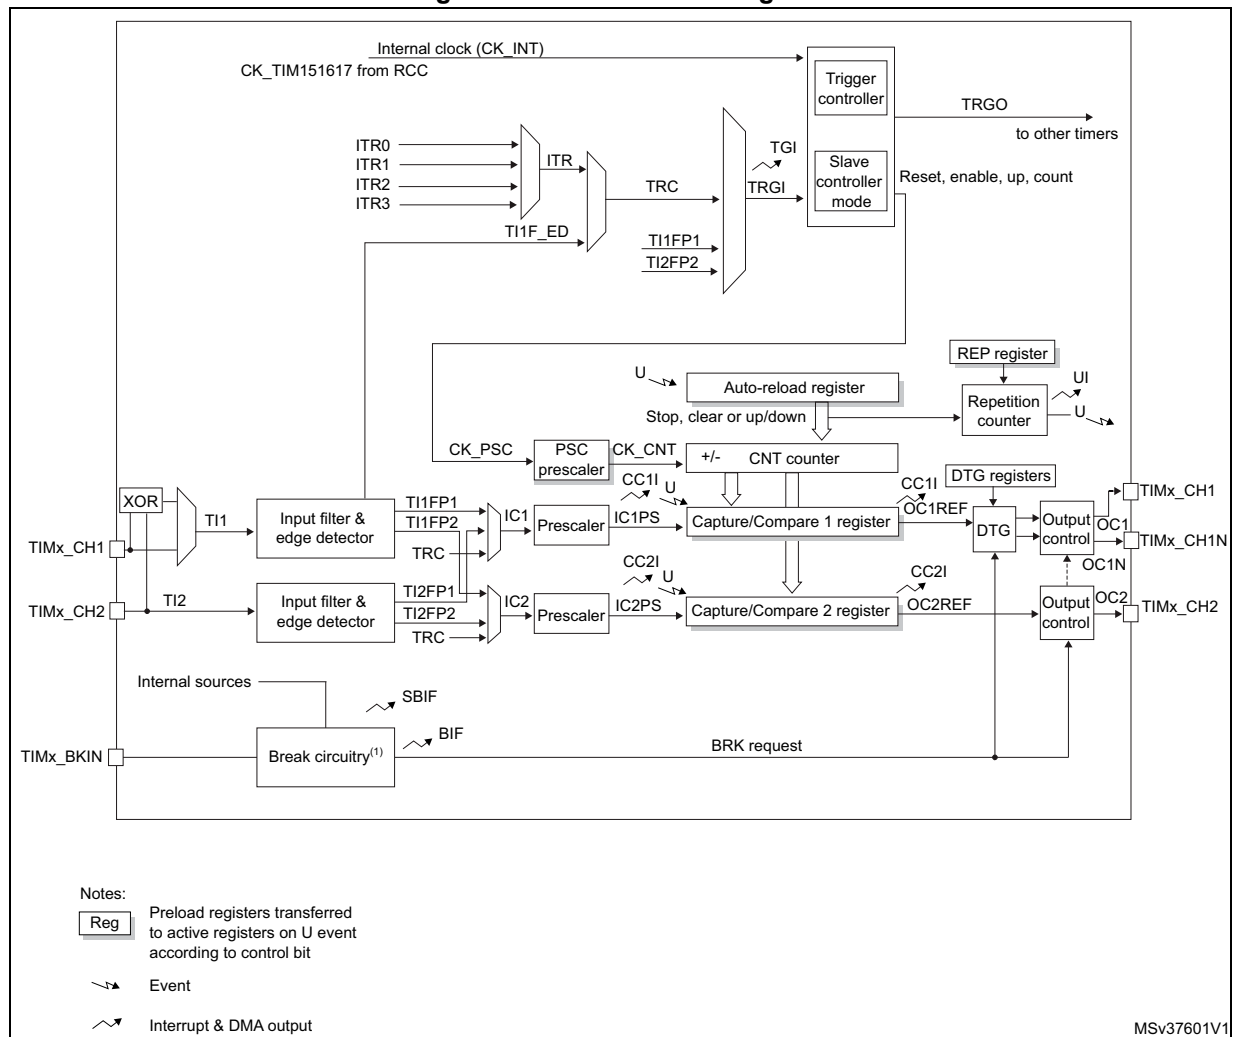 Internal clock (CK_INT)
CK_TIM151617 from RCC
Trigger
controller
TRGO
to other timers
ITR0
ITR1
ITR2
ITR3
ITR
TRC
TGI
TRGI
Slave
controller
mode
Reset, enable, up, count
TI1F_ED
TI1FP1
TI2FP2
REP register
U
Auto-reload register
UI
Repetition
counter
U
Stop, clear or up/down
CK_PSC
PSC
prescaler
CK_CNT
+/-
CNT counter
DTG registers
XOR
TI1
Input filter &
edge detector
TI1FP1
TI1FP2
TRC
IC1
Prescaler
IC1PS
CC1I
U
Capture/Compare 1 register
CC1I
OC1REF
DTG
Output
control
OC1
TIMx_CH1
TIMx_CH1N
OC1N
TIMx_CH1
TIMx_CH2
TI2
Input filter &
edge detector
TI2FP1
TI2FP2
TRC
IC2
Prescaler
IC2PS
CC2I
U
Capture/Compare 2 register
CC2I
OC2REF
Output
control
OC2
TIMx_CH2
Internal sources
SBIF
TIMx_BKIN
Break circuitry(1)
BIF
BRK request
Notes:
Reg
Preload registers transferred
to active registers on U event
according to control bit
Event
Interrupt & DMA output
MSv37601V1